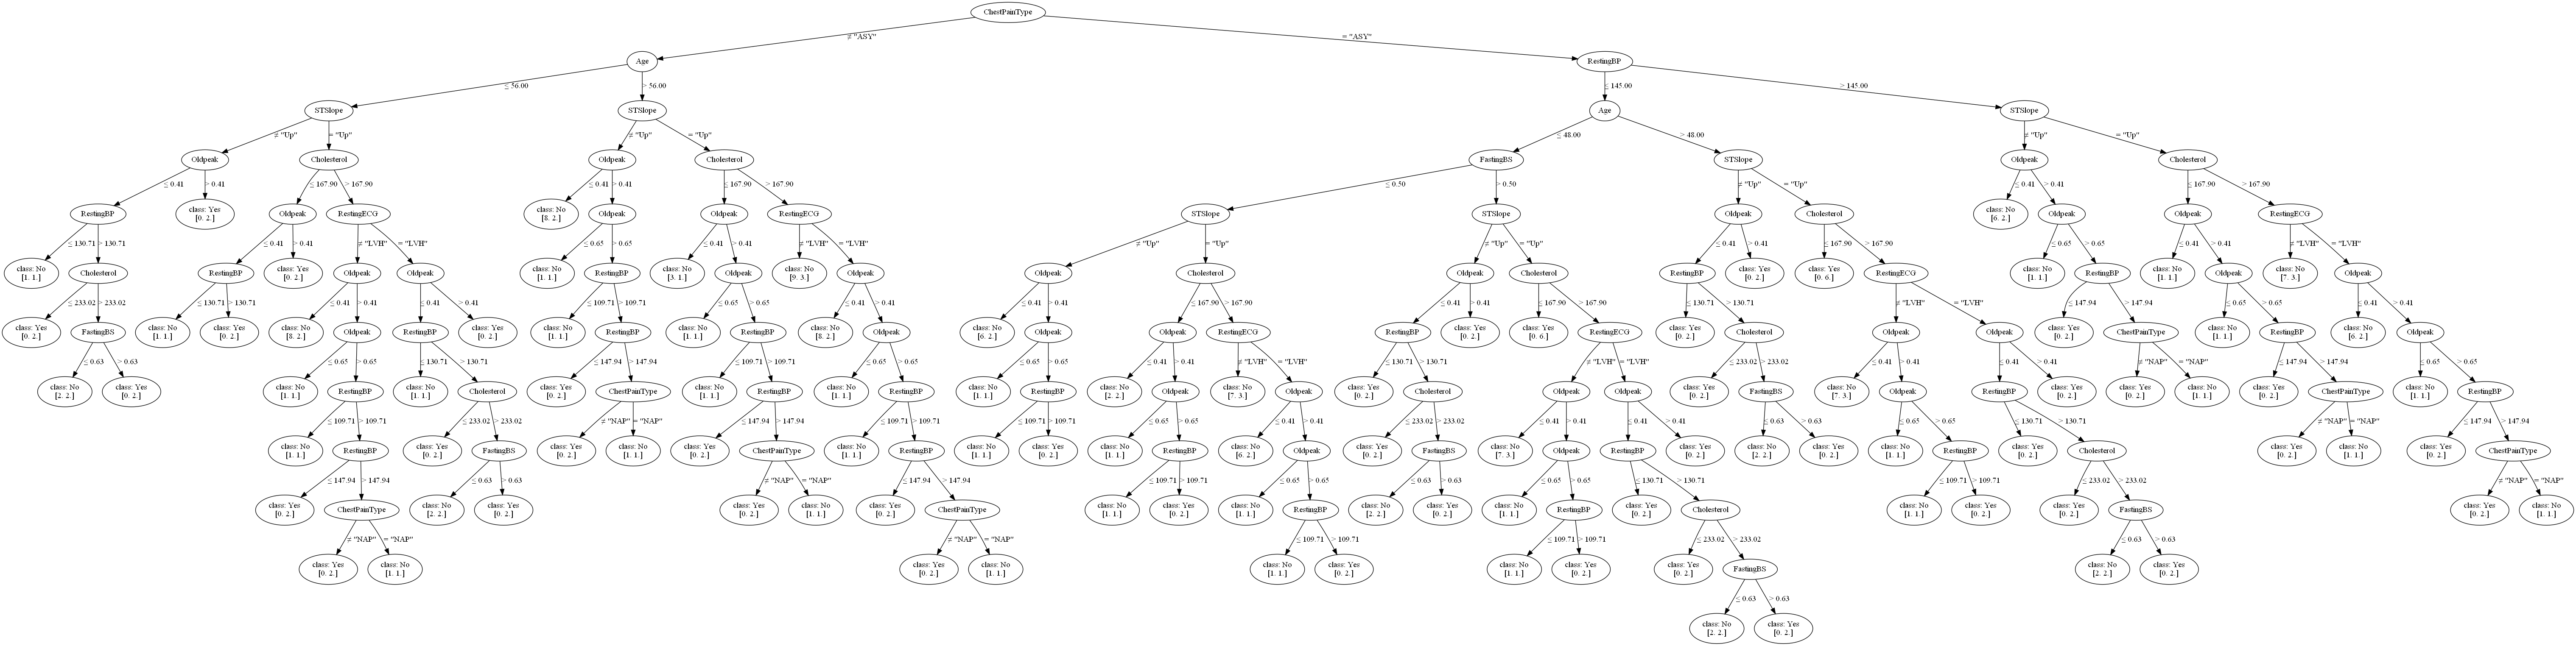 ChestPainType
≠ "ASY" = "ASY"
Age RestingBP
≤ 56.00 > 56.00 ≤ 145.00 > 145.00
STSlope STSlope Age STSlope
≠ "Up" = "Up" ≠ "Up" = "Up" ≤ 48.00 > 48.00 ≠ "Up" = "Up"
Oldpeak Cholesterol Oldpeak Cholesterol FastingBS STSlope Oldpeak Cholesterol
≤ 0.41 > 0.41 ≤ 167.90 > 167.90 ≤ 0.41 > 0.41 ≤ 167.90 > 167.90 ≤ 0.50 > 0.50 ≠ "Up" = "Up" ≤ 0.41 > 0.41 ≤ 167.90 > 167.90
RestingBP class: Yes [0. 2.] Oldpeak RestingECG class: No [8. 2.] Oldpeak Oldpeak RestingECG STSlope STSlope Oldpeak Cholesterol class: No [6. 2.] Oldpeak Oldpeak RestingECG
≤ 130.71 > 130.71 ≤ 0.41 > 0.41 ≠ "LVH" = "LVH" ≤ 0.65 > 0.65 ≤ 0.41 > 0.41 ≠ "LVH" = "LVH" ≠ "Up" = "Up" ≠ "Up" = "Up" ≤ 0.41 > 0.41 ≤ 167.90 > 167.90 ≤ 0.65 > 0.65 ≤ 0.41 > 0.41 ≠ "LVH" = "LVH"
class: No [1. 1.] Cholesterol RestingBP class: Yes [0. 2.] Oldpeak Oldpeak class: No [1. 1.] RestingBP class: No [3. 1.] Oldpeak class: No [9. 3.] Oldpeak Oldpeak Cholesterol Oldpeak Cholesterol RestingBP class: Yes [0. 2.] class: Yes [0. 6.] RestingECG class: No [1. 1.] RestingBP class: No [1. 1.] Oldpeak class: No [7. 3.] Oldpeak
≤ 233.02 > 233.02 ≤ 130.71 > 130.71 ≤ 0.41 > 0.41 ≤ 0.41 > 0.41 ≤ 109.71 > 109.71 ≤ 0.65 > 0.65 ≤ 0.41 > 0.41 ≤ 0.41 > 0.41 ≤ 167.90 > 167.90 ≤ 0.41 > 0.41 ≤ 167.90 > 167.90 ≤ 130.71 > 130.71 ≠ "LVH" = "LVH" ≤ 147.94 > 147.94 ≤ 0.65 > 0.65 ≤ 0.41 > 0.41
class: Yes [0. 2.] FastingBS class: No [1. 1.] class: Yes [0. 2.] class: No [8. 2.] Oldpeak RestingBP class: Yes [0. 2.] class: No [1. 1.] RestingBP class: No [1. 1.] RestingBP class: No [8. 2.] Oldpeak class: No [6. 2.] Oldpeak Oldpeak RestingECG RestingBP class: Yes [0. 2.] class: Yes [0. 6.] RestingECG class: Yes [0. 2.] Cholesterol Oldpeak Oldpeak class: Yes [0. 2.] ChestPainType class: No [1. 1.] RestingBP class: No [6. 2.] Oldpeak
≤ 0.63 > 0.63 ≤ 0.65 > 0.65 ≤ 130.71 > 130.71 ≤ 147.94 > 147.94 ≤ 109.71 > 109.71 ≤ 0.65 > 0.65 ≤ 0.65 > 0.65 ≤ 0.41 > 0.41 ≠ "LVH" = "LVH" ≤ 130.71 > 130.71 ≠ "LVH" = "LVH" ≤ 233.02 > 233.02 ≤ 0.41 > 0.41 ≤ 0.41 > 0.41 ≠ "NAP" = "NAP" ≤ 147.94 > 147.94 ≤ 0.65 > 0.65
class: No [2. 2.] class: Yes [0. 2.] class: No [1. 1.] RestingBP class: No [1. 1.] Cholesterol class: Yes [0. 2.] ChestPainType class: No [1. 1.] RestingBP class: No [1. 1.] RestingBP class: No [1. 1.] RestingBP class: No [2. 2.] Oldpeak class: No [7. 3.] Oldpeak class: Yes [0. 2.] Cholesterol Oldpeak Oldpeak class: Yes [0. 2.] FastingBS class: No [7. 3.] Oldpeak RestingBP class: Yes [0. 2.] class: Yes [0. 2.] class: No [1. 1.] class: Yes [0. 2.] ChestPainType class: No [1. 1.] RestingBP
≤ 109.71 > 109.71 ≤ 233.02 > 233.02 ≠ "NAP" = "NAP" ≤ 147.94 > 147.94 ≤ 109.71 > 109.71 ≤ 109.71 > 109.71 ≤ 0.65 > 0.65 ≤ 0.41 > 0.41 ≤ 233.02 > 233.02 ≤ 0.41 > 0.41 ≤ 0.41 > 0.41 ≤ 0.63 > 0.63 ≤ 0.65 > 0.65 ≤ 130.71 > 130.71 ≠ "NAP" = "NAP" ≤ 147.94 > 147.94
class: No [1. 1.] RestingBP class: Yes [0. 2.] FastingBS class: Yes [0. 2.] class: No [1. 1.] class: Yes [0. 2.] ChestPainType class: No [1. 1.] RestingBP class: No [1. 1.] class: Yes [0. 2.] class: No [1. 1.] RestingBP class: No [6. 2.] Oldpeak class: Yes [0. 2.] FastingBS class: No [7. 3.] Oldpeak RestingBP class: Yes [0. 2.] class: No [2. 2.] class: Yes [0. 2.] class: No [1. 1.] RestingBP class: Yes [0. 2.] Cholesterol class: Yes [0. 2.] class: No [1. 1.] class: Yes [0. 2.] ChestPainType
≤ 147.94 > 147.94 ≤ 0.63 > 0.63 ≠ "NAP" = "NAP" ≤ 147.94 > 147.94 ≤ 109.71 > 109.71 ≤ 0.65 > 0.65 ≤ 0.63 > 0.63 ≤ 0.65 > 0.65 ≤ 130.71 > 130.71 ≤ 109.71 > 109.71 ≤ 233.02 > 233.02 ≠ "NAP" = "NAP"
class: Yes [0. 2.] ChestPainType class: No [2. 2.] class: Yes [0. 2.] class: Yes [0. 2.] class: No [1. 1.] class: Yes [0. 2.] ChestPainType class: No [1. 1.] class: Yes [0. 2.] class: No [1. 1.] RestingBP class: No [2. 2.] class: Yes [0. 2.] class: No [1. 1.] RestingBP class: Yes [0. 2.] Cholesterol class: No [1. 1.] class: Yes [0. 2.] class: Yes [0. 2.] FastingBS class: Yes [0. 2.] class: No [1. 1.]
≠ "NAP" = "NAP" ≠ "NAP" = "NAP" ≤ 109.71 > 109.71 ≤ 109.71 > 109.71 ≤ 233.02 > 233.02 ≤ 0.63 > 0.63
class: Yes [0. 2.] class: No [1. 1.] class: Yes [0. 2.] class: No [1. 1.] class: No [1. 1.] class: Yes [0. 2.] class: No [1. 1.] class: Yes [0. 2.] class: Yes [0. 2.] FastingBS class: No [2. 2.] class: Yes [0. 2.]
≤ 0.63 > 0.63
class: No [2. 2.] class: Yes [0. 2.]